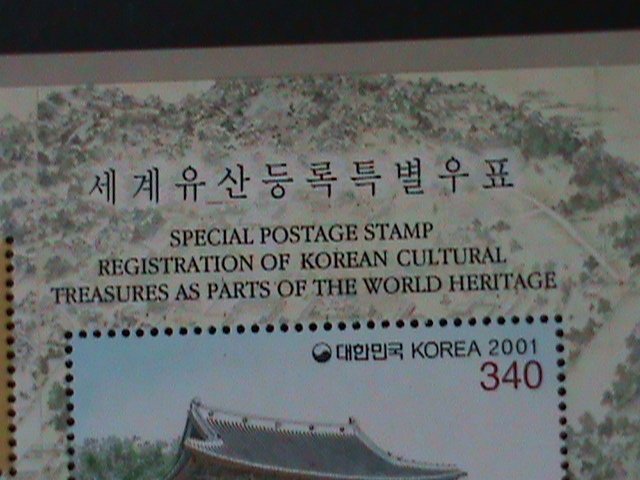 세계유산등록특별우표
SPECIAL POSTAGE STAMP
REGISTRATION OF KOREAN CULTURAL
TREASURES AS PARTS OF THE WORLD HERITAGE
대한민국 KOREA 2001
340